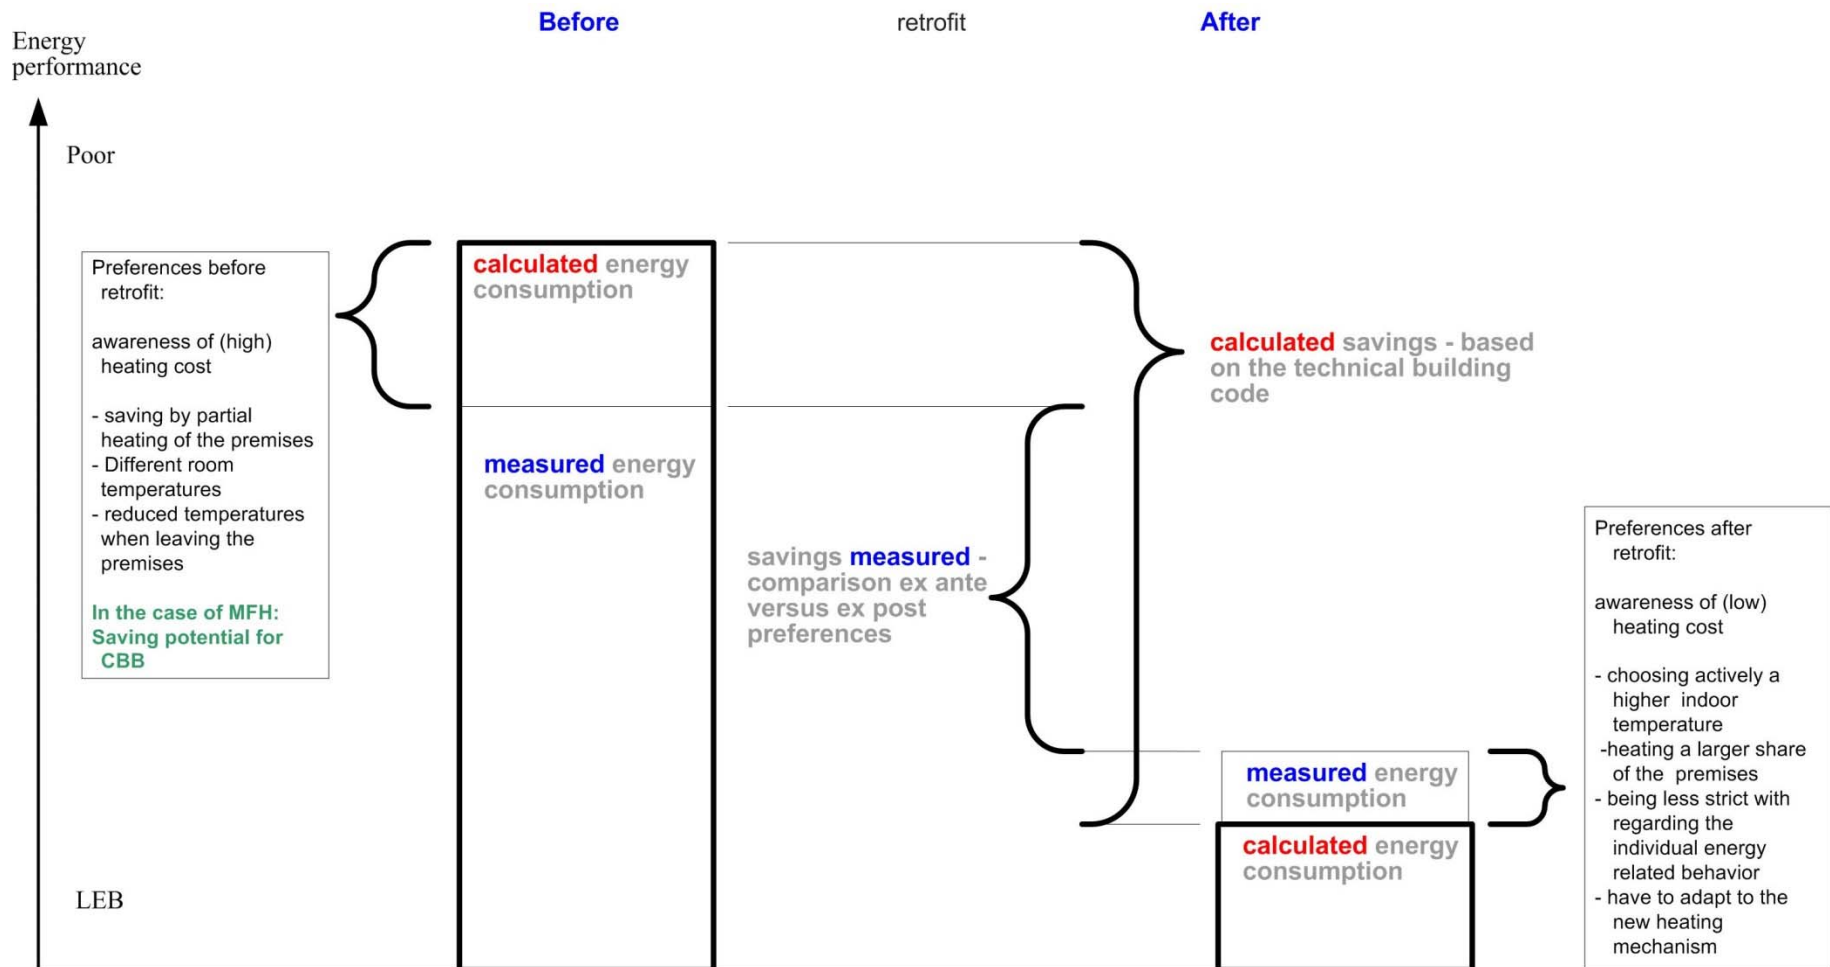 Before
retrofit
After
Energy
performance
Poor
LEB
Preferences before
retrofit:
awareness of (high)
heating cost
- saving by partial
heating of the premises
- Different room
temperatures
- reduced temperatures
when leaving the
premises
In the case of MFH:
Saving potential for
CBB
calculated energy
consumption
measured energy
consumption
savings measured -
comparison ex ante
versus ex post
preferences
calculated savings - based
on the technical building
code
measured energy
consumption
calculated energy
consumption
Preferences after
retrofit:
awareness of (low)
heating cost
- choosing actively a
higher indoor
temperature
-heating a larger share
of the premises
- being less strict with
regarding the
individual energy
related behavior
- have to adapt to the
new heating
mechanism